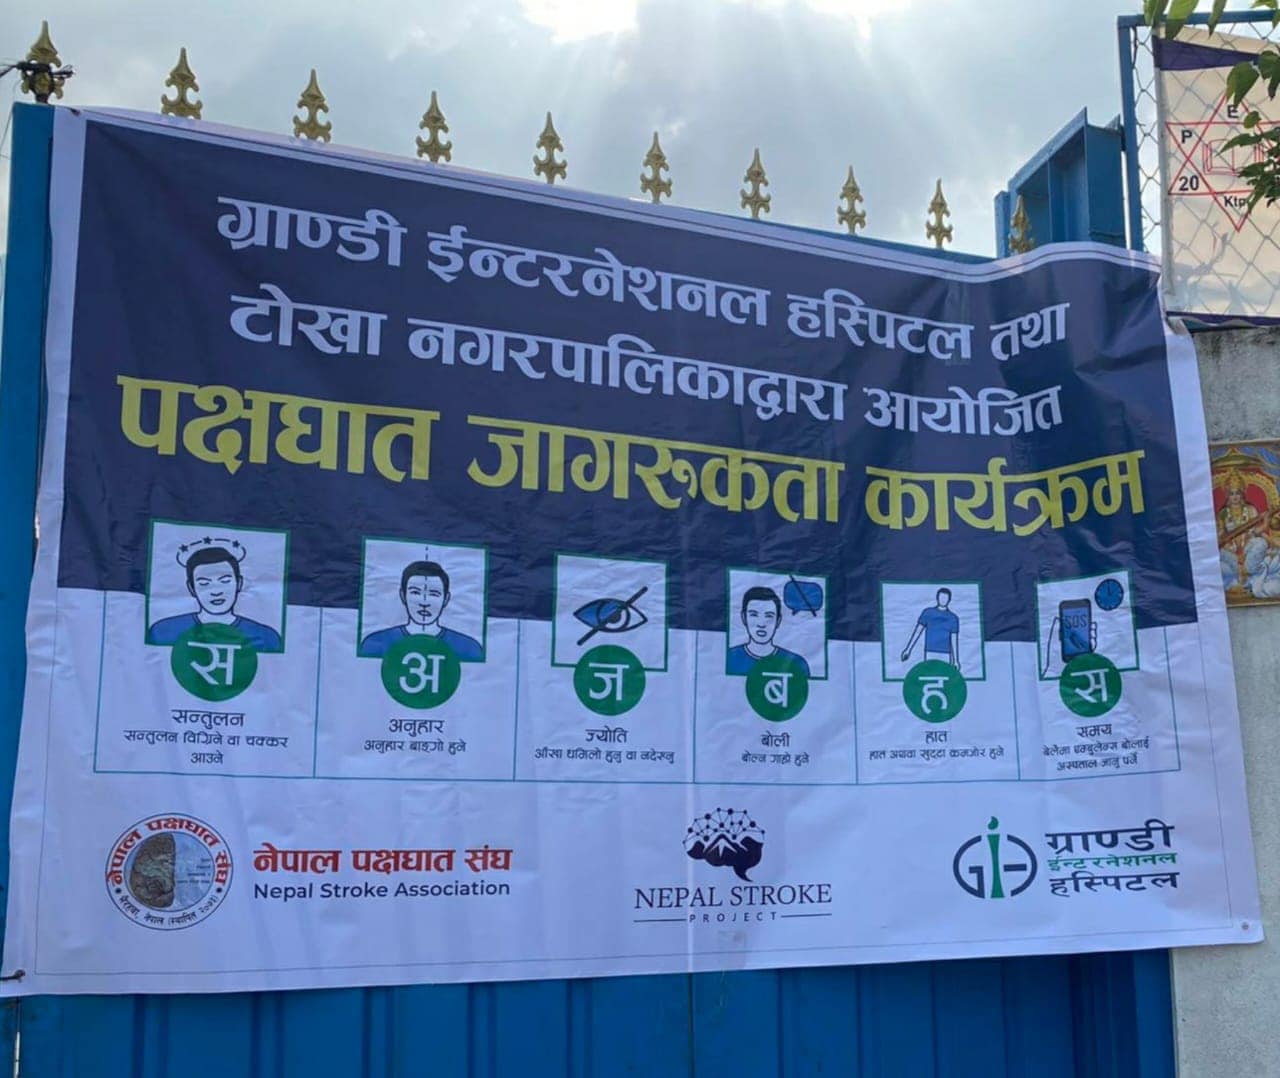 ग्राण्डी ईन्टरनेशनल हस्पिटल तथा
टोखा नगरपालिकाद्वारा आयोजित
पक्षघात जागरूकता कार्यक्रम
स
सन्तुलन
सन्तुलन विग्रिने वा चक्कर
आउने
अ
अनुहार
अनुहार बाङ्गो हुने
ज
ज्योति
आँखा धमिलो हुनु वा नदेख्नु
ब
बोली
बोल्न गाह्रो हुने
ह
हात
हात अथवा खुट्टा कमजोर हुने
SOS
स
समय
बेलैमा एम्बुलेन्स बोलाई
अस्पताल जानु पर्ने
नेपाल पक्षघात संघ
नेपाल पक्षघात संघ
Nepal Stroke Association
NEPAL STROKE
PROJECT
ग्राण्डी
ईन्टरनेशनल
हस्पिटल
P
E
20